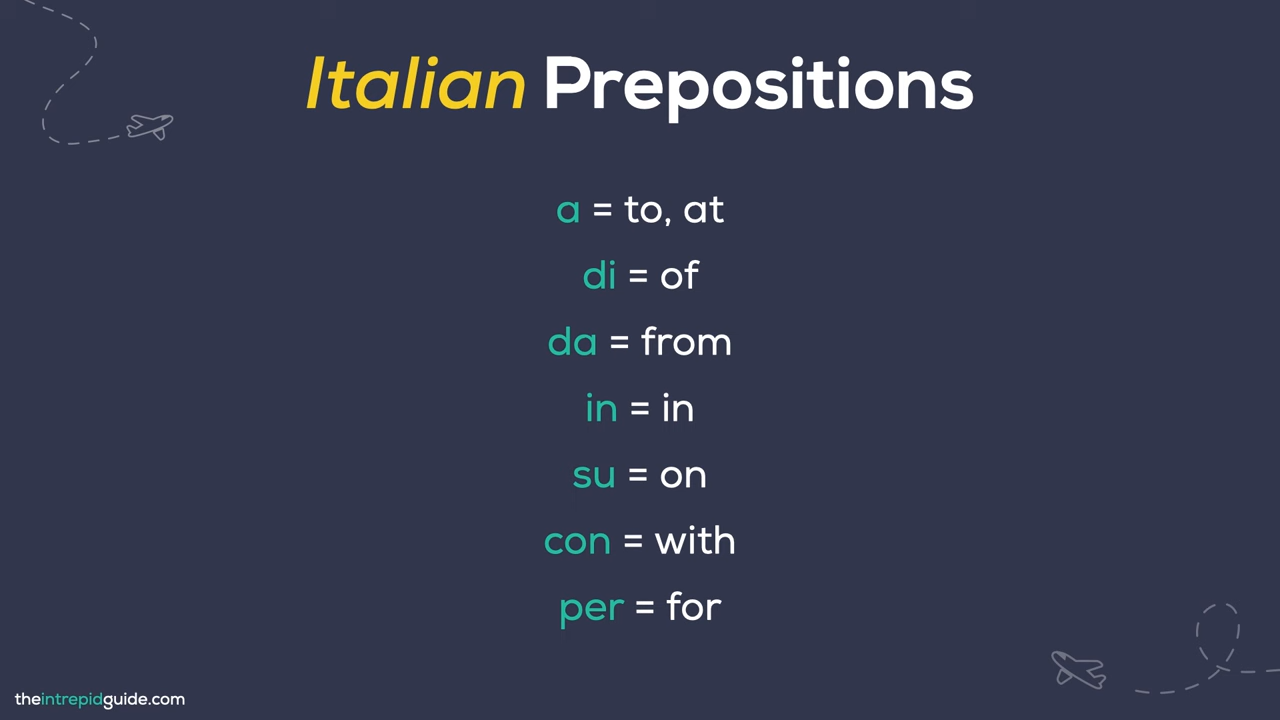 Italian Prepositions
a = to, at
di = of
da = from
in = in
su = on
con = with
per = for
theintrepidguide.com